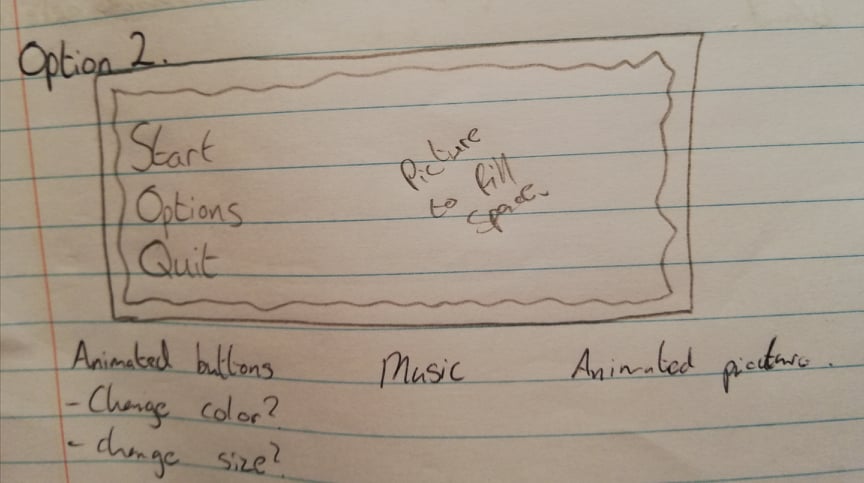 Option 2.
Start
Options
Quit
Picture
to fill
space.
Animated buttons
- Change color?
- change size?
Music
Animated picture.